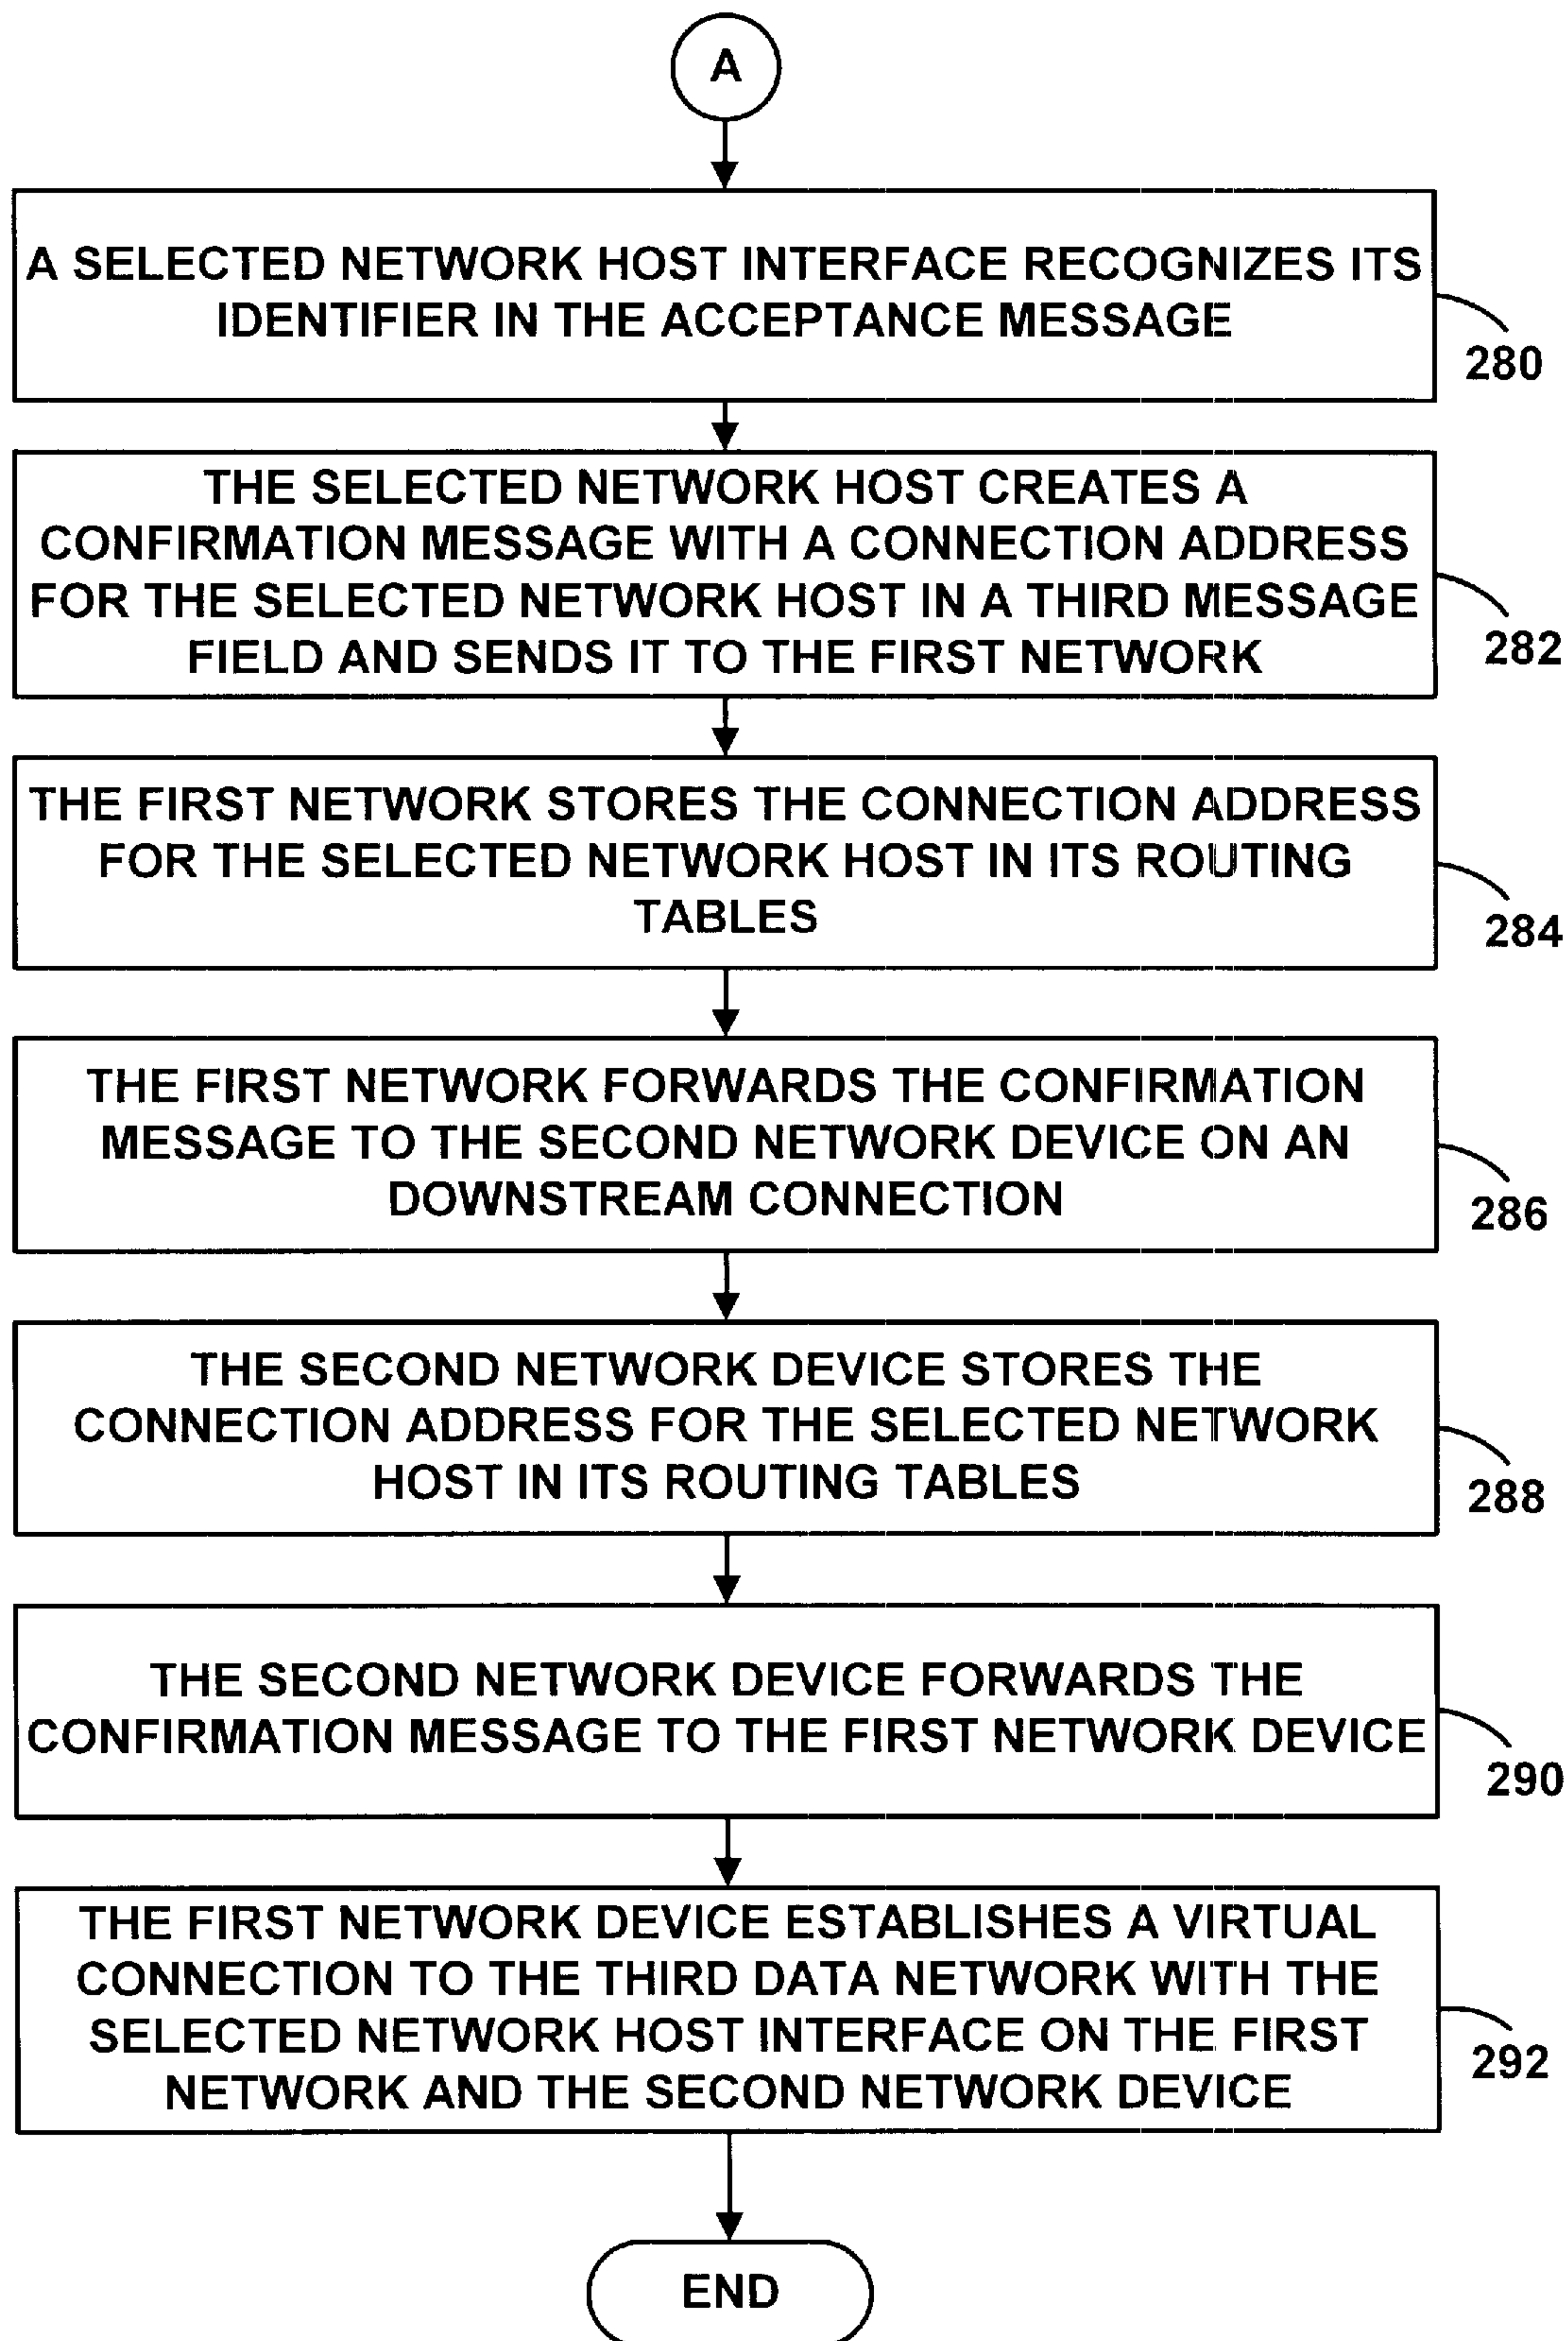 A
A SELECTED NETWORK HOST INTERFACE RECOGNIZES ITS
IDENTIFIER IN THE ACCEPTANCE MESSAGE
280
THE SELECTED NETWORK HOST CREATES A
CONFIRMATION MESSAGE WITH A CONNECTION ADDRESS
FOR THE SELECTED NETWORK HOST IN A THIRD MESSAGE
FIELD AND SENDS IT TO THE FIRST NETWORK
282
THE FIRST NETWORK STORES THE CONNECTION ADDRESS
FOR THE SELECTED NETWORK HOST IN ITS ROUTING
TABLES
284
THE FIRST NETWORK FORWARDS THE CONFIRMATION
MESSAGE TO THE SECOND NETWORK DEVICE ON AN
DOWNSTREAM CONNECTION
286
THE SECOND NETWORK DEVICE STORES THE
CONNECTION ADDRESS FOR THE SELECTED NETWORK
HOST IN ITS ROUTING TABLES
288
THE SECOND NETWORK DEVICE FORWARDS THE
CONFIRMATION MESSAGE TO THE FIRST NETWORK DEVICE
290
THE FIRST NETWORK DEVICE ESTABLISHES A VIRTUAL
CONNECTION TO THE THIRD DATA NETWORK WITH THE
SELECTED NETWORK HOST INTERFACE ON THE FIRST
NETWORK AND THE SECOND NETWORK DEVICE
292
END